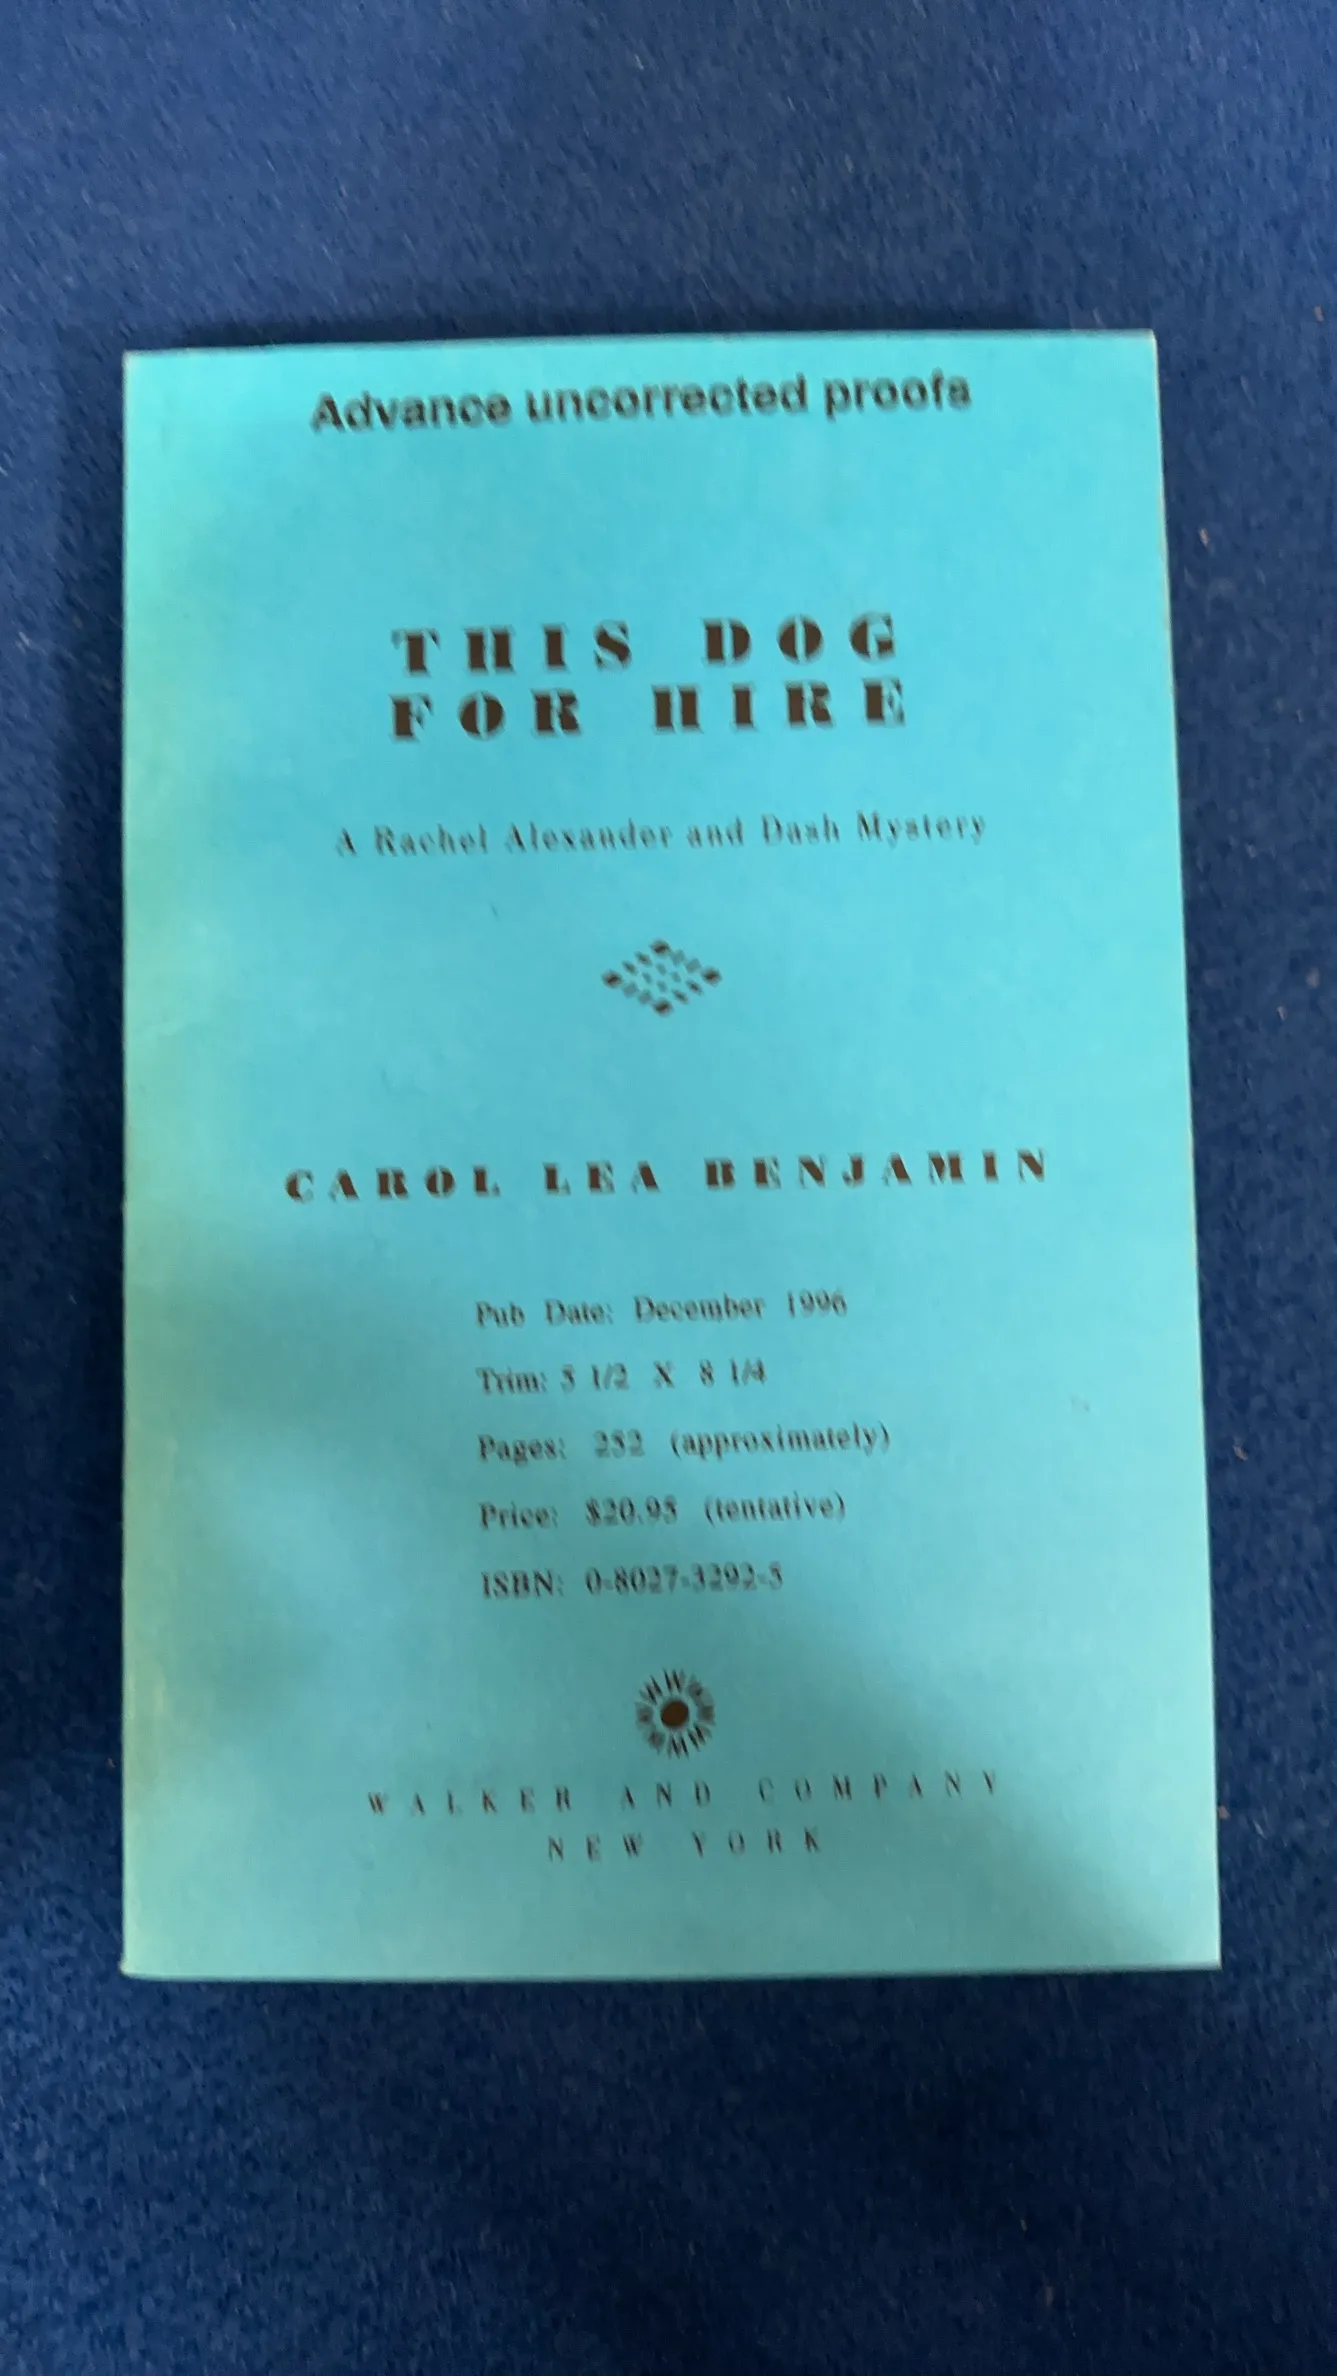 Advance uncorrected proofs
THIS DOG
FOR HIRE
A Rachel Alexander and Dash Mystery
CAROL LEA BENJAMIN
Pub Date: December 1996
Trim: 5 1/2 X 8 1/4
Pages: 252 (approximately)
Price: $20.95 (tentative)
ISBN: 0-8027-3292-5
WALKER AND COMPANY
NEW YORK